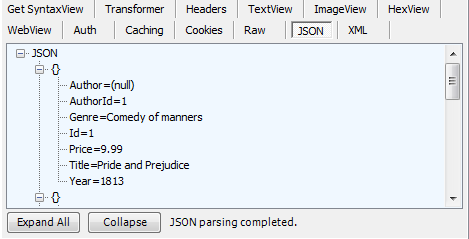 Get SyntaxView Transformer Headers TextView ImageView HexView
WebView Auth Caching Cookies Raw JSON XML
JSON
{}
Author=(null)
AuthorId=1
Genre=Comedy of manners
Id=1
Price=9.99
Title=Pride and Prejudice
Year=1813
{}
Expand All Collapse JSON parsing completed.